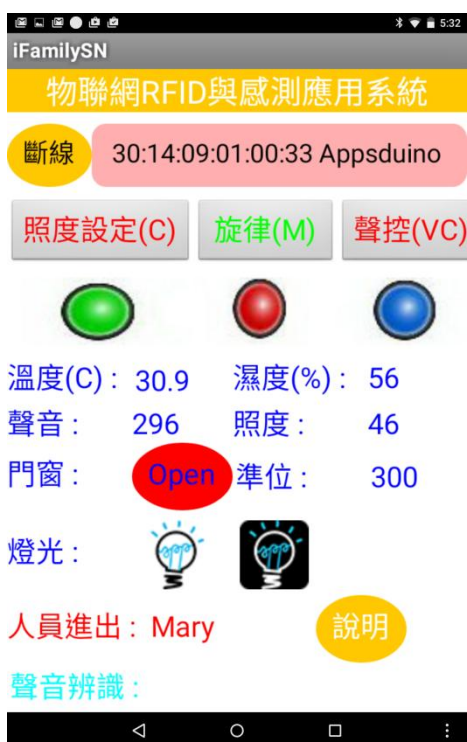 5:32
iFamilySN
物聯網RFID與感測應用系統
斷線 30:14:09:01:00:33 Appsduino
照度設定(C) 旋律(M) 聲控(VC)
溫度(C) : 30.9 濕度(%) : 56
聲音 : 296 照度 : 46
門窗 : Open 準位 : 300
燈光 :
人員進出 : Mary 說明
聲音辨識 :